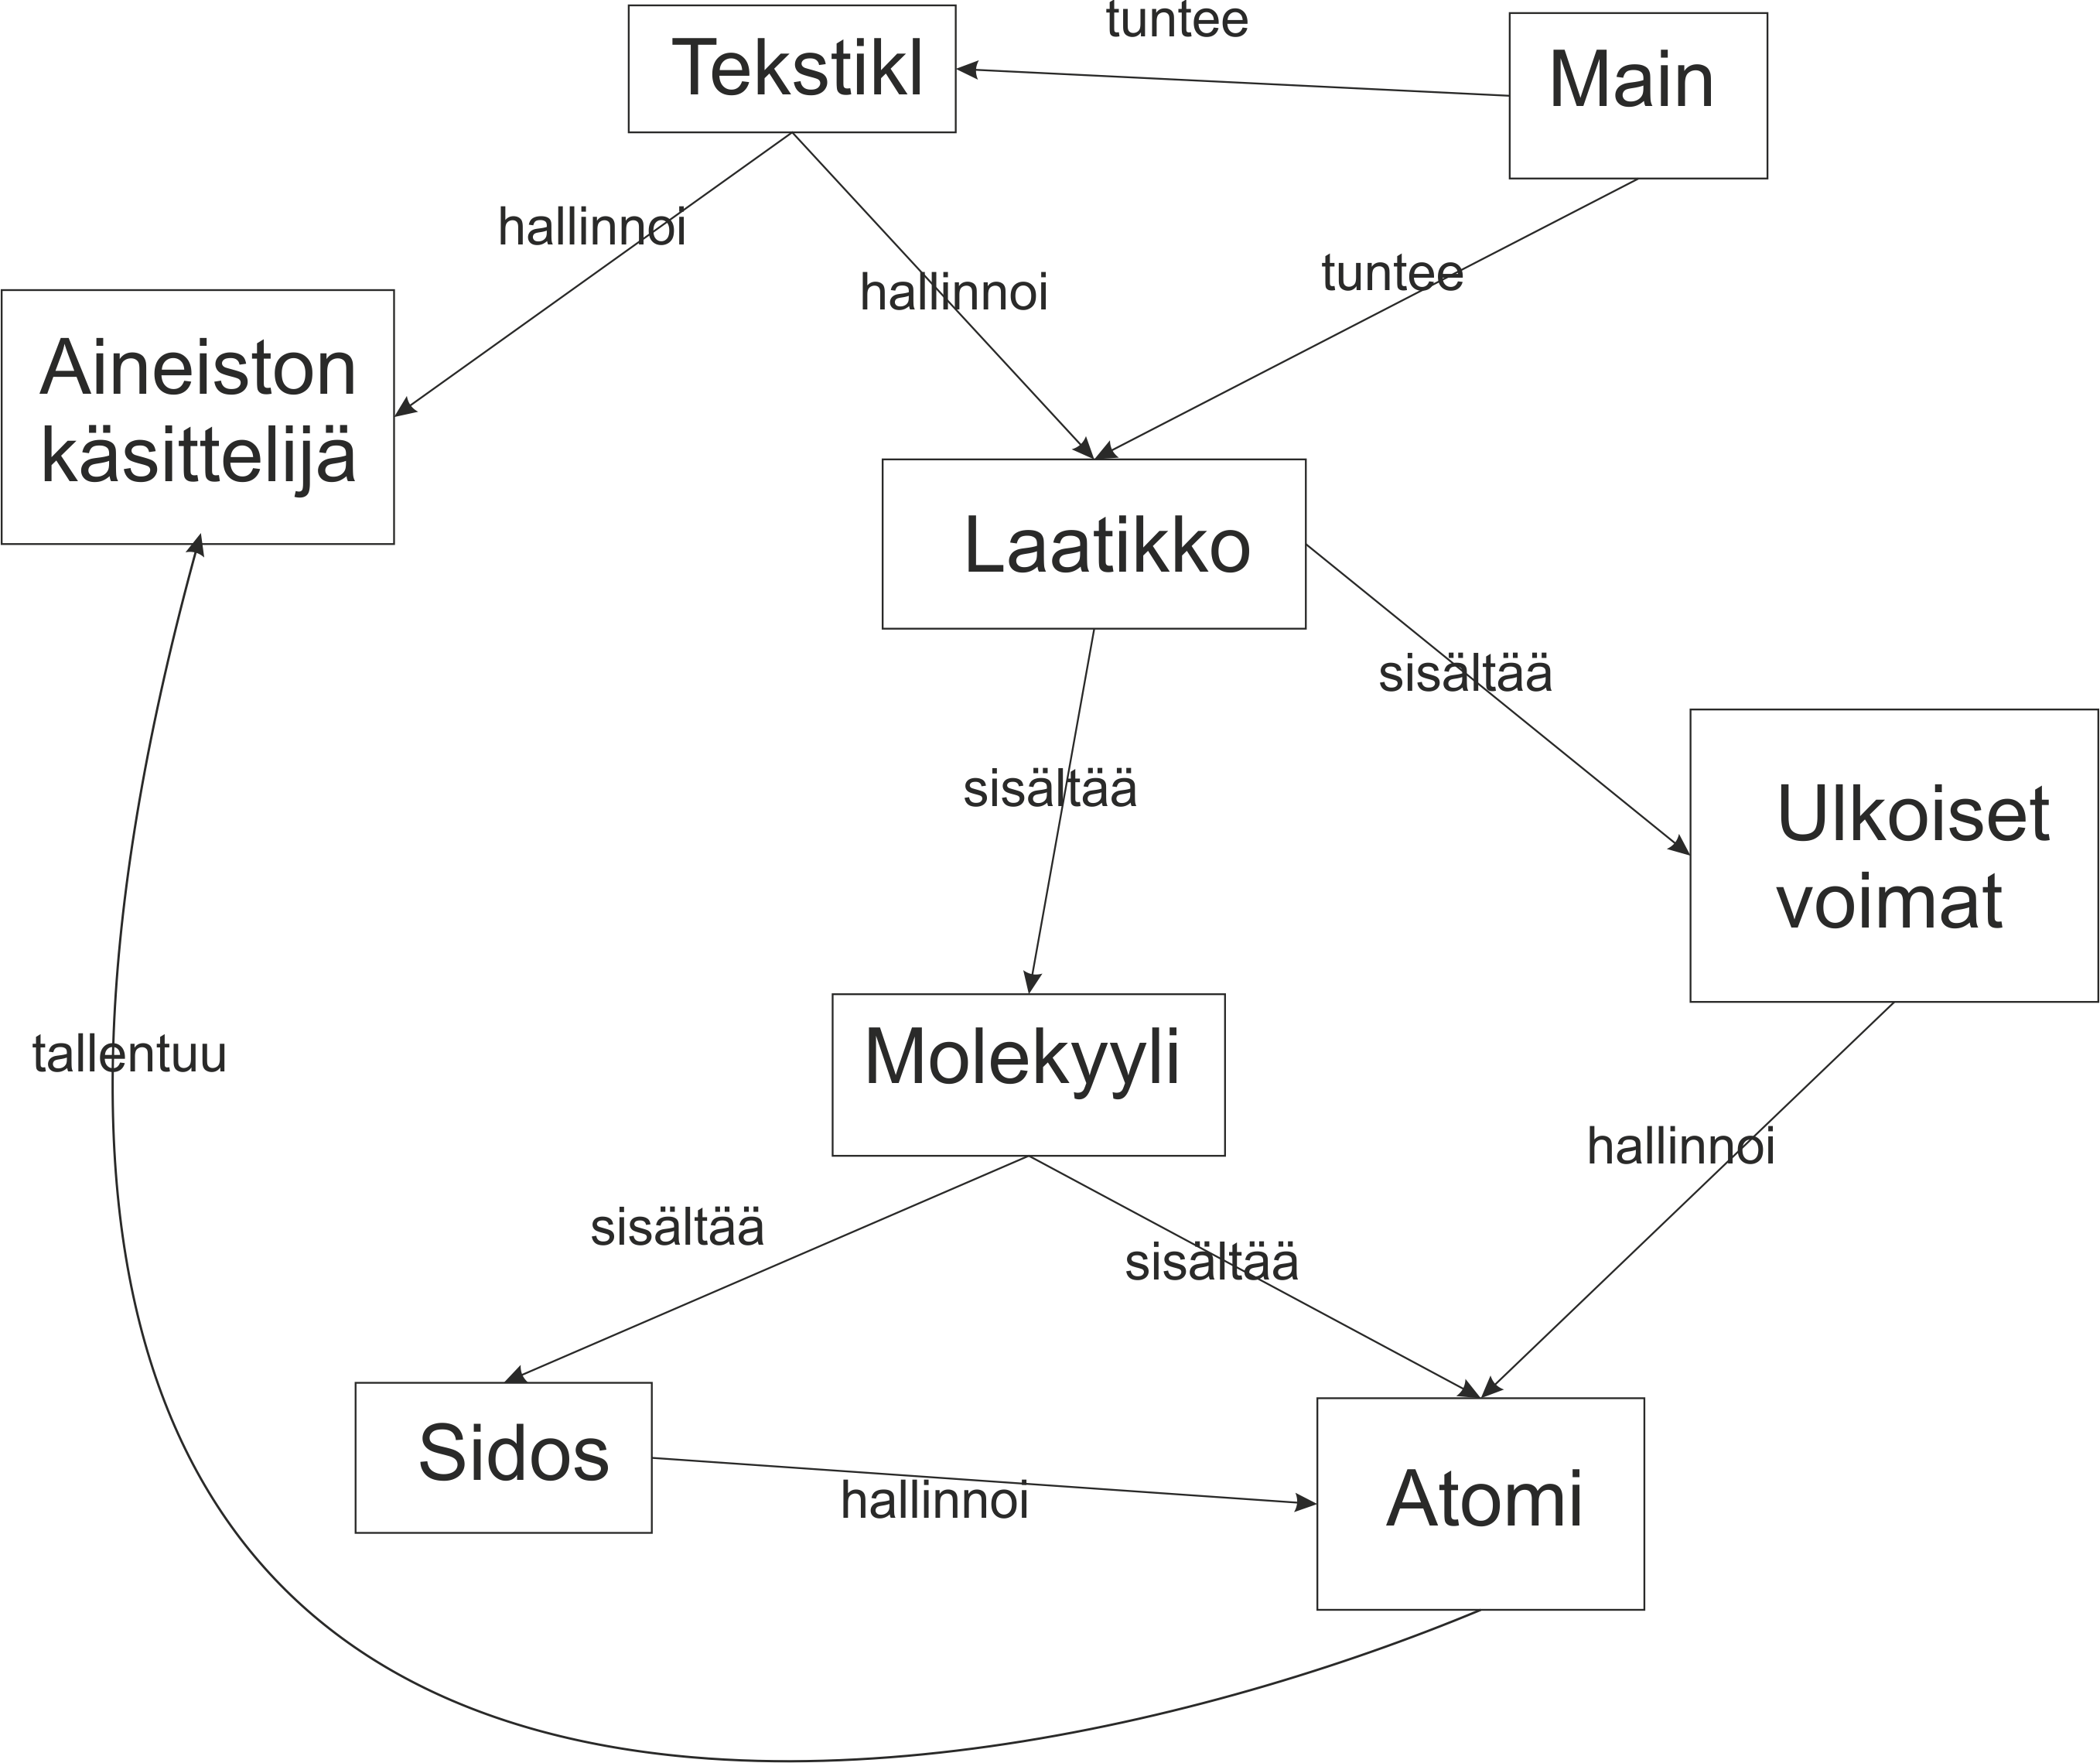 tuntee
Tekstikl
Main
hallinnoi
hallinnoi
tuntee
Aineiston
käsittelijä
Laatikko
sisältää
sisältää
Ulkoiset
voimat
Molekyyli
tallentuu
hallinnoi
sisältää
sisältää
Sidos
hallinnoi
Atomi